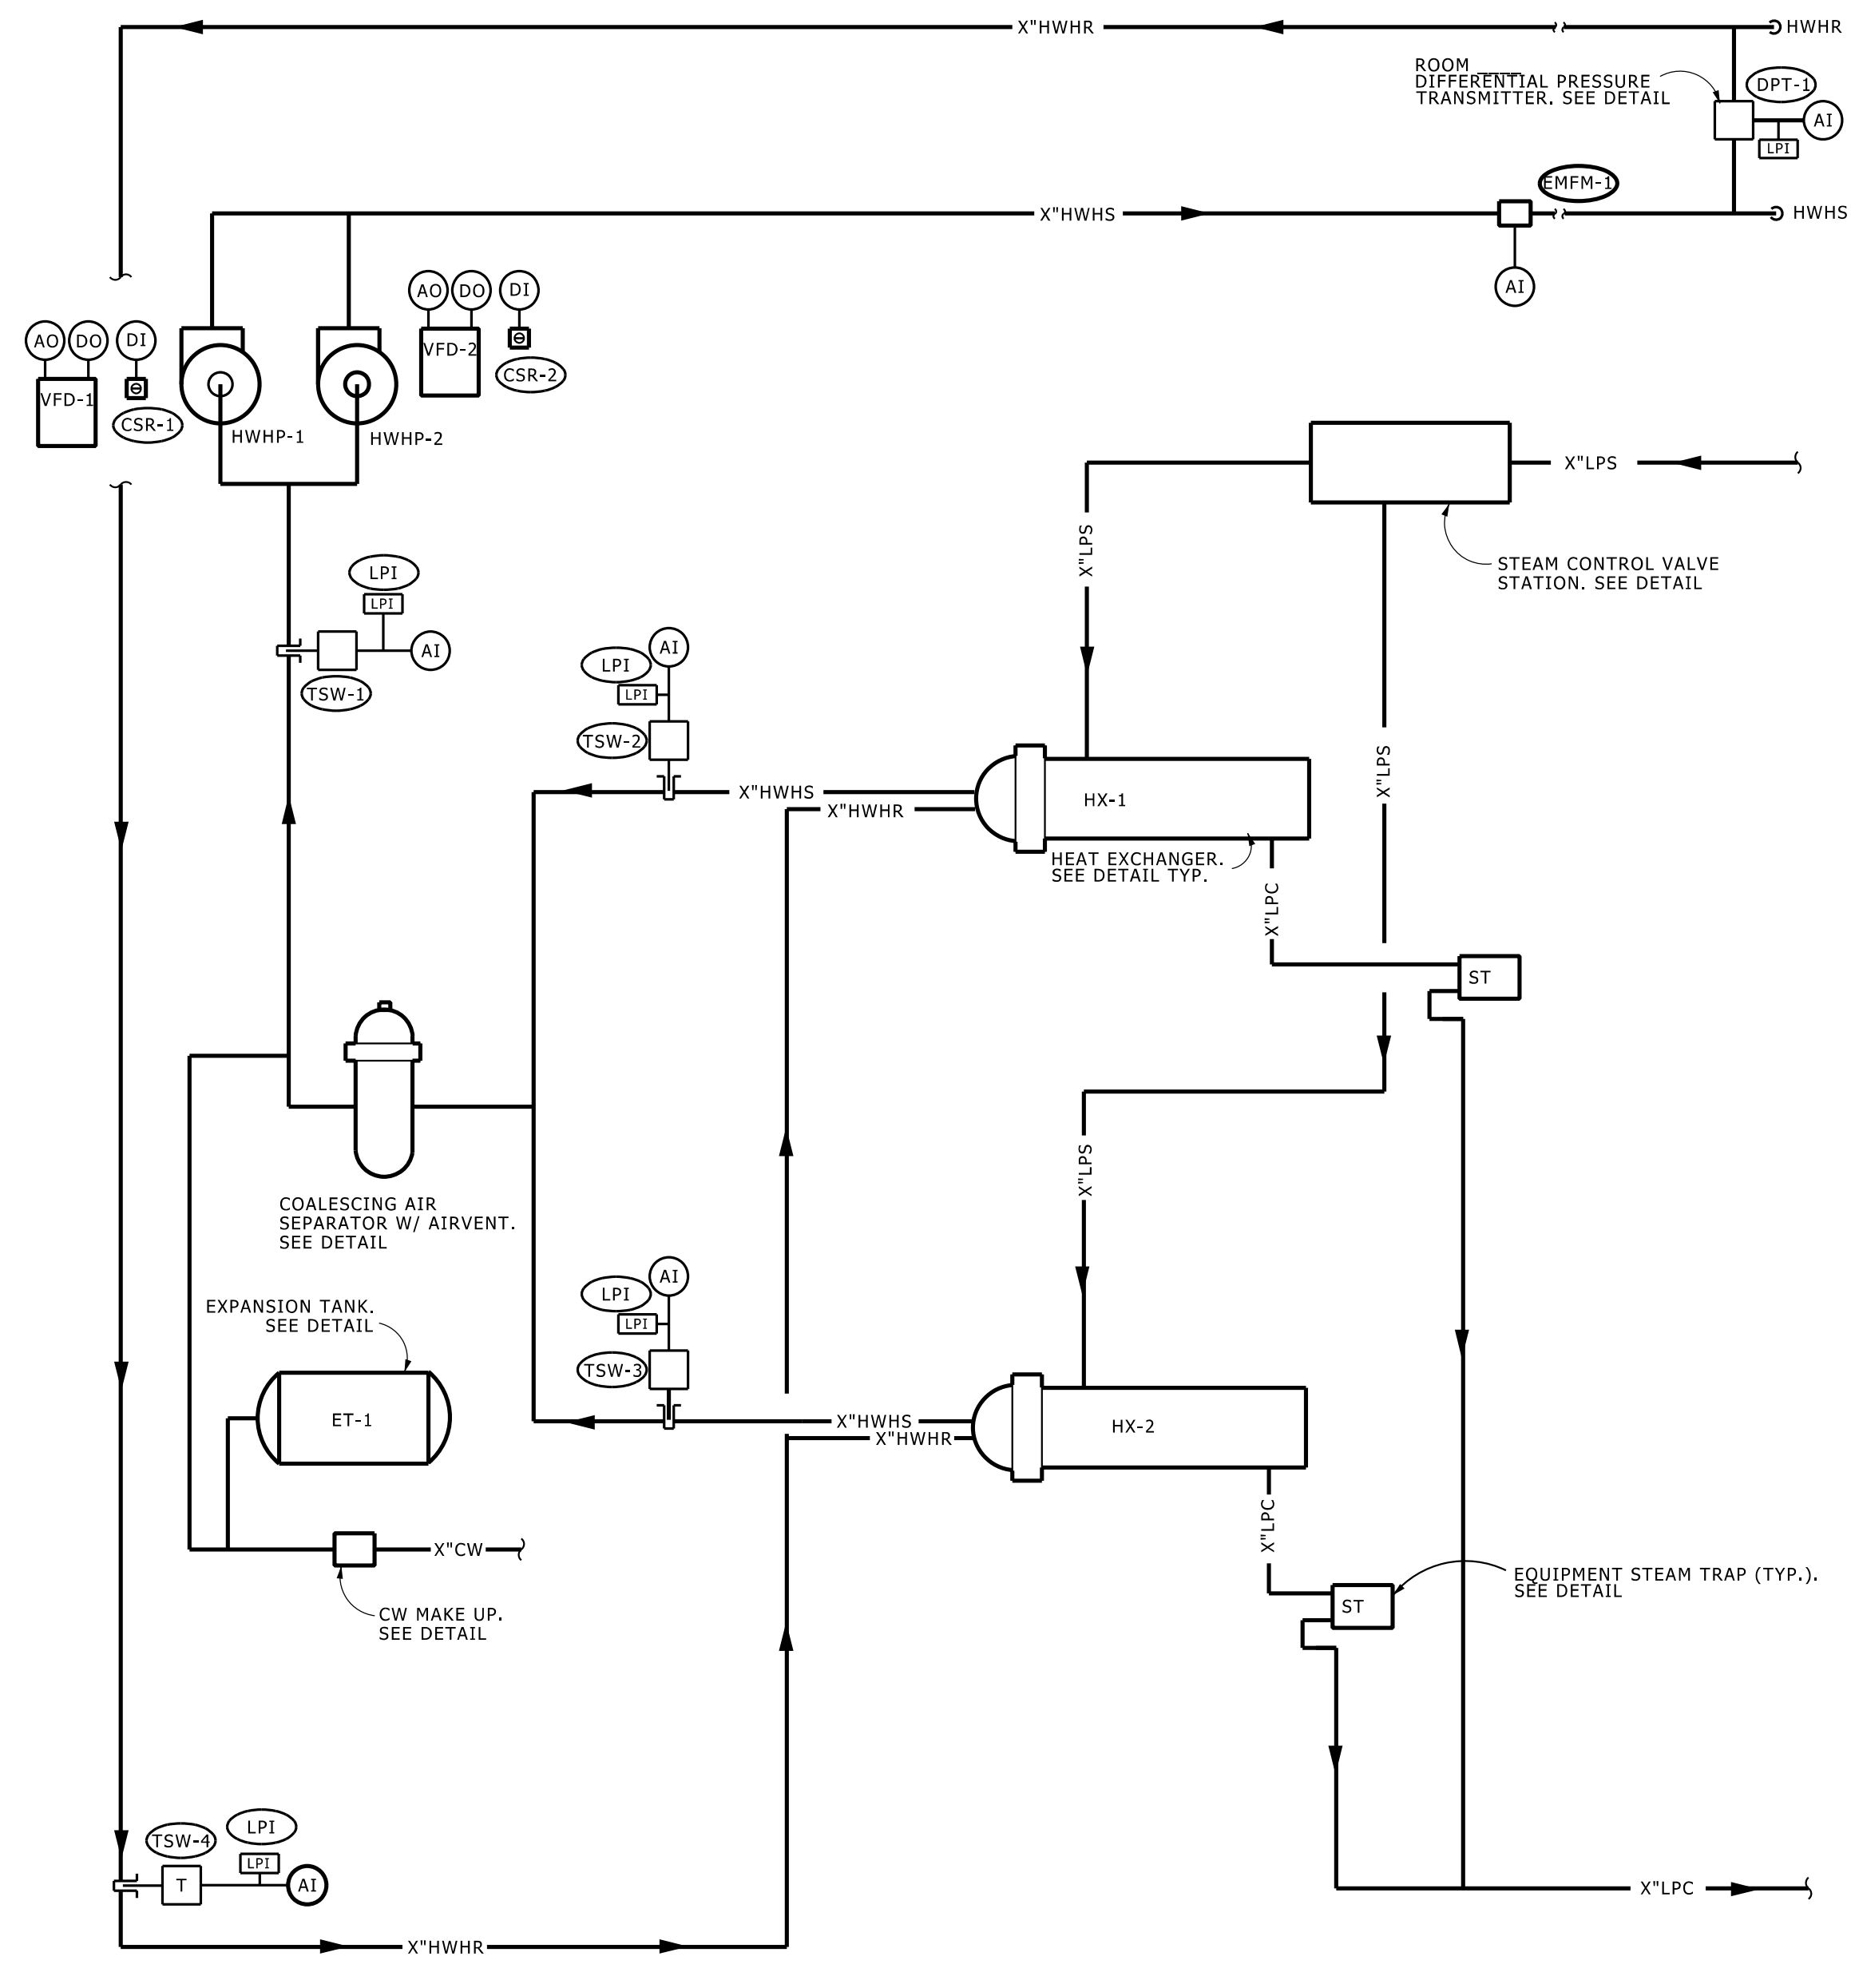 X"HWHR
HWHR
ROOM ____
DIFFERENTIAL PRESSURE
TRANSMITTER. SEE DETAIL
DPT-1
AI
LPI
EMFM-1
X"HWHS
HWHS
AI
AO
DO
DI
VFD-2
CSR-2
AO
DO
DI
VFD-1
CSR-1
HWHP-1
HWHP-2
X"LPS
X"LPS
STEAM CONTROL VALVE
STATION. SEE DETAIL
LPI
LPI
AI
TSW-1
AI
LPI
LPI
TSW-2
X"LPS
X"HWHS
X"HWHR
HX-1
HEAT EXCHANGER.
SEE DETAIL TYP.
X"LPC
ST
X"LPS
COALESCING AIR
SEPARATOR W/ AIRVENT.
SEE DETAIL
AI
LPI
LPI
TSW-3
EXPANSION TANK.
SEE DETAIL
ET-1
X"HWHS
X"HWHR
HX-2
X"LPC
X"CW
CW MAKE UP.
SEE DETAIL
EQUIPMENT STEAM TRAP (TYP.).
SEE DETAIL
ST
TSW-4
LPI
LPI
T
AI
X"LPC
X"HWHR